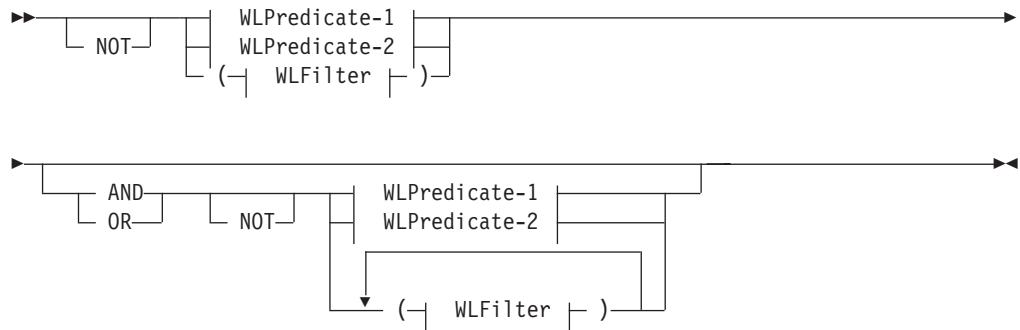 WLPredicate-1
NOT WLPredicate-2
( WLFilter )
AND WLPredicate-1
OR NOT WLPredicate-2
( WLFilter )